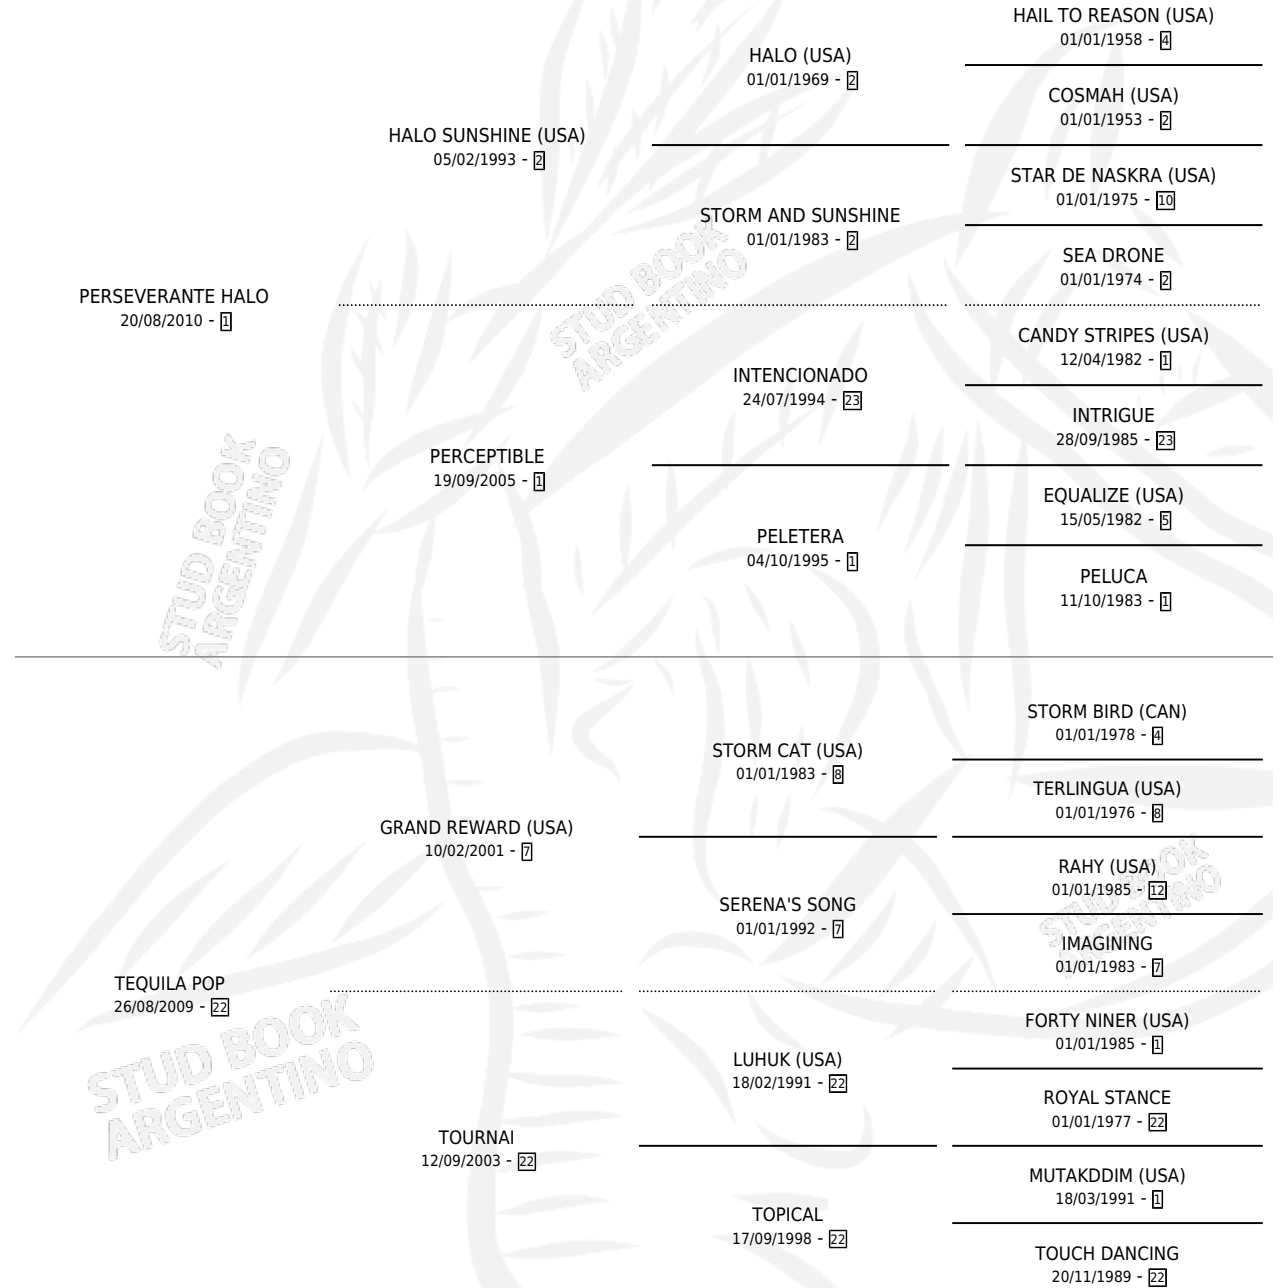 HAIL TO REASON (USA)
01/01/1958 - 4
HALO (USA)
01/01/1969 - 2
COSMAH (USA)
01/01/1953 - 2
HALO SUNSHINE (USA)
05/02/1993 - 2
STAR DE NASKRA (USA)
01/01/1975 - 10
STORM AND SUNSHINE
01/01/1983 - 2
SEA DRONE
01/01/1974 - 2
PERSEVERANTE HALO
20/08/2010 - 1
CANDY STRIPES (USA)
12/04/1982 - 1
INTENCIONADO
24/07/1994 - 23
INTRIGUE
28/09/1985 - 23
PERCEPTIBLE
19/09/2005 - 1
EQUALIZE (USA)
15/05/1982 - 5
PELETERA
04/10/1995 - 1
PELUCA
11/10/1983 - 1
STORM BIRD (CAN)
01/01/1978 - 4
STORM CAT (USA)
01/01/1983 - 8
TERLINGUA (USA)
01/01/1976 - 8
GRAND REWARD (USA)
10/02/2001 - 7
RAHY (USA)
01/01/1985 - 12
SERENA'S SONG
01/01/1992 - 7
IMAGINING
01/01/1983 - 7
TEQUILA POP
26/08/2009 - 22
FORTY NINER (USA)
01/01/1985 - 1
LUHUK (USA)
18/02/1991 - 22
ROYAL STANCE
01/01/1977 - 22
TOURNAI
12/09/2003 - 22
MUTAKDDIM (USA)
18/03/1991 - 1
TOPICAL
17/09/1998 - 22
TOUCH DANCING
20/11/1989 - 22
STUD BOOK
ARGENTINO
STUD BOOK
ARGENTINO
STUD BOOK
ARGENTINO
STUD BOOK
ARGENTINO